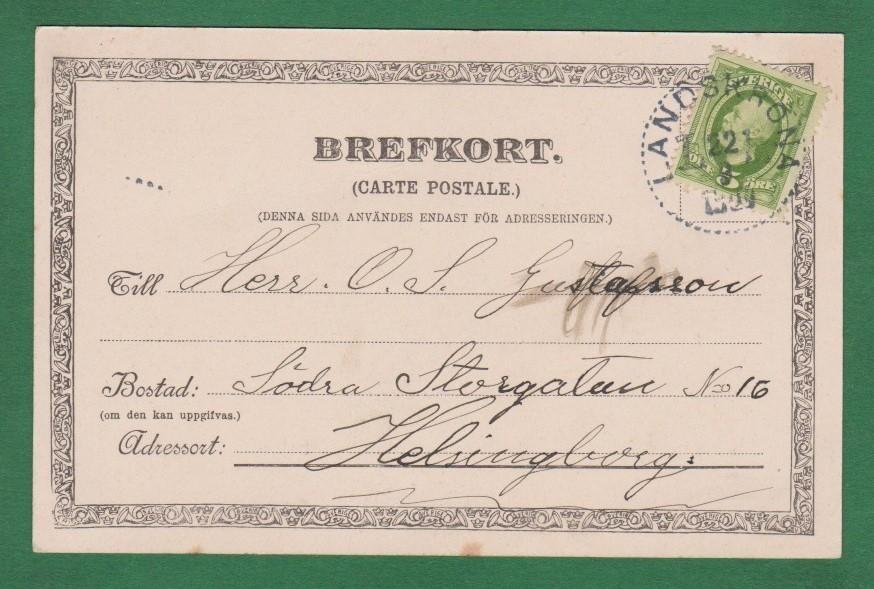 BREFKORT.
(CARTE POSTALE.)
(DENNA SIDA ANVÄNDES ENDAST FÖR ADRESSERINGEN.)
SVERIGE
5 ÖRE
LANDSKRONA
Till Herr. O. S. Gustafsson
Bostad: Södra Storgatan No 16
(om den kan uppgifvas.)
Adressort: Helsingborg.